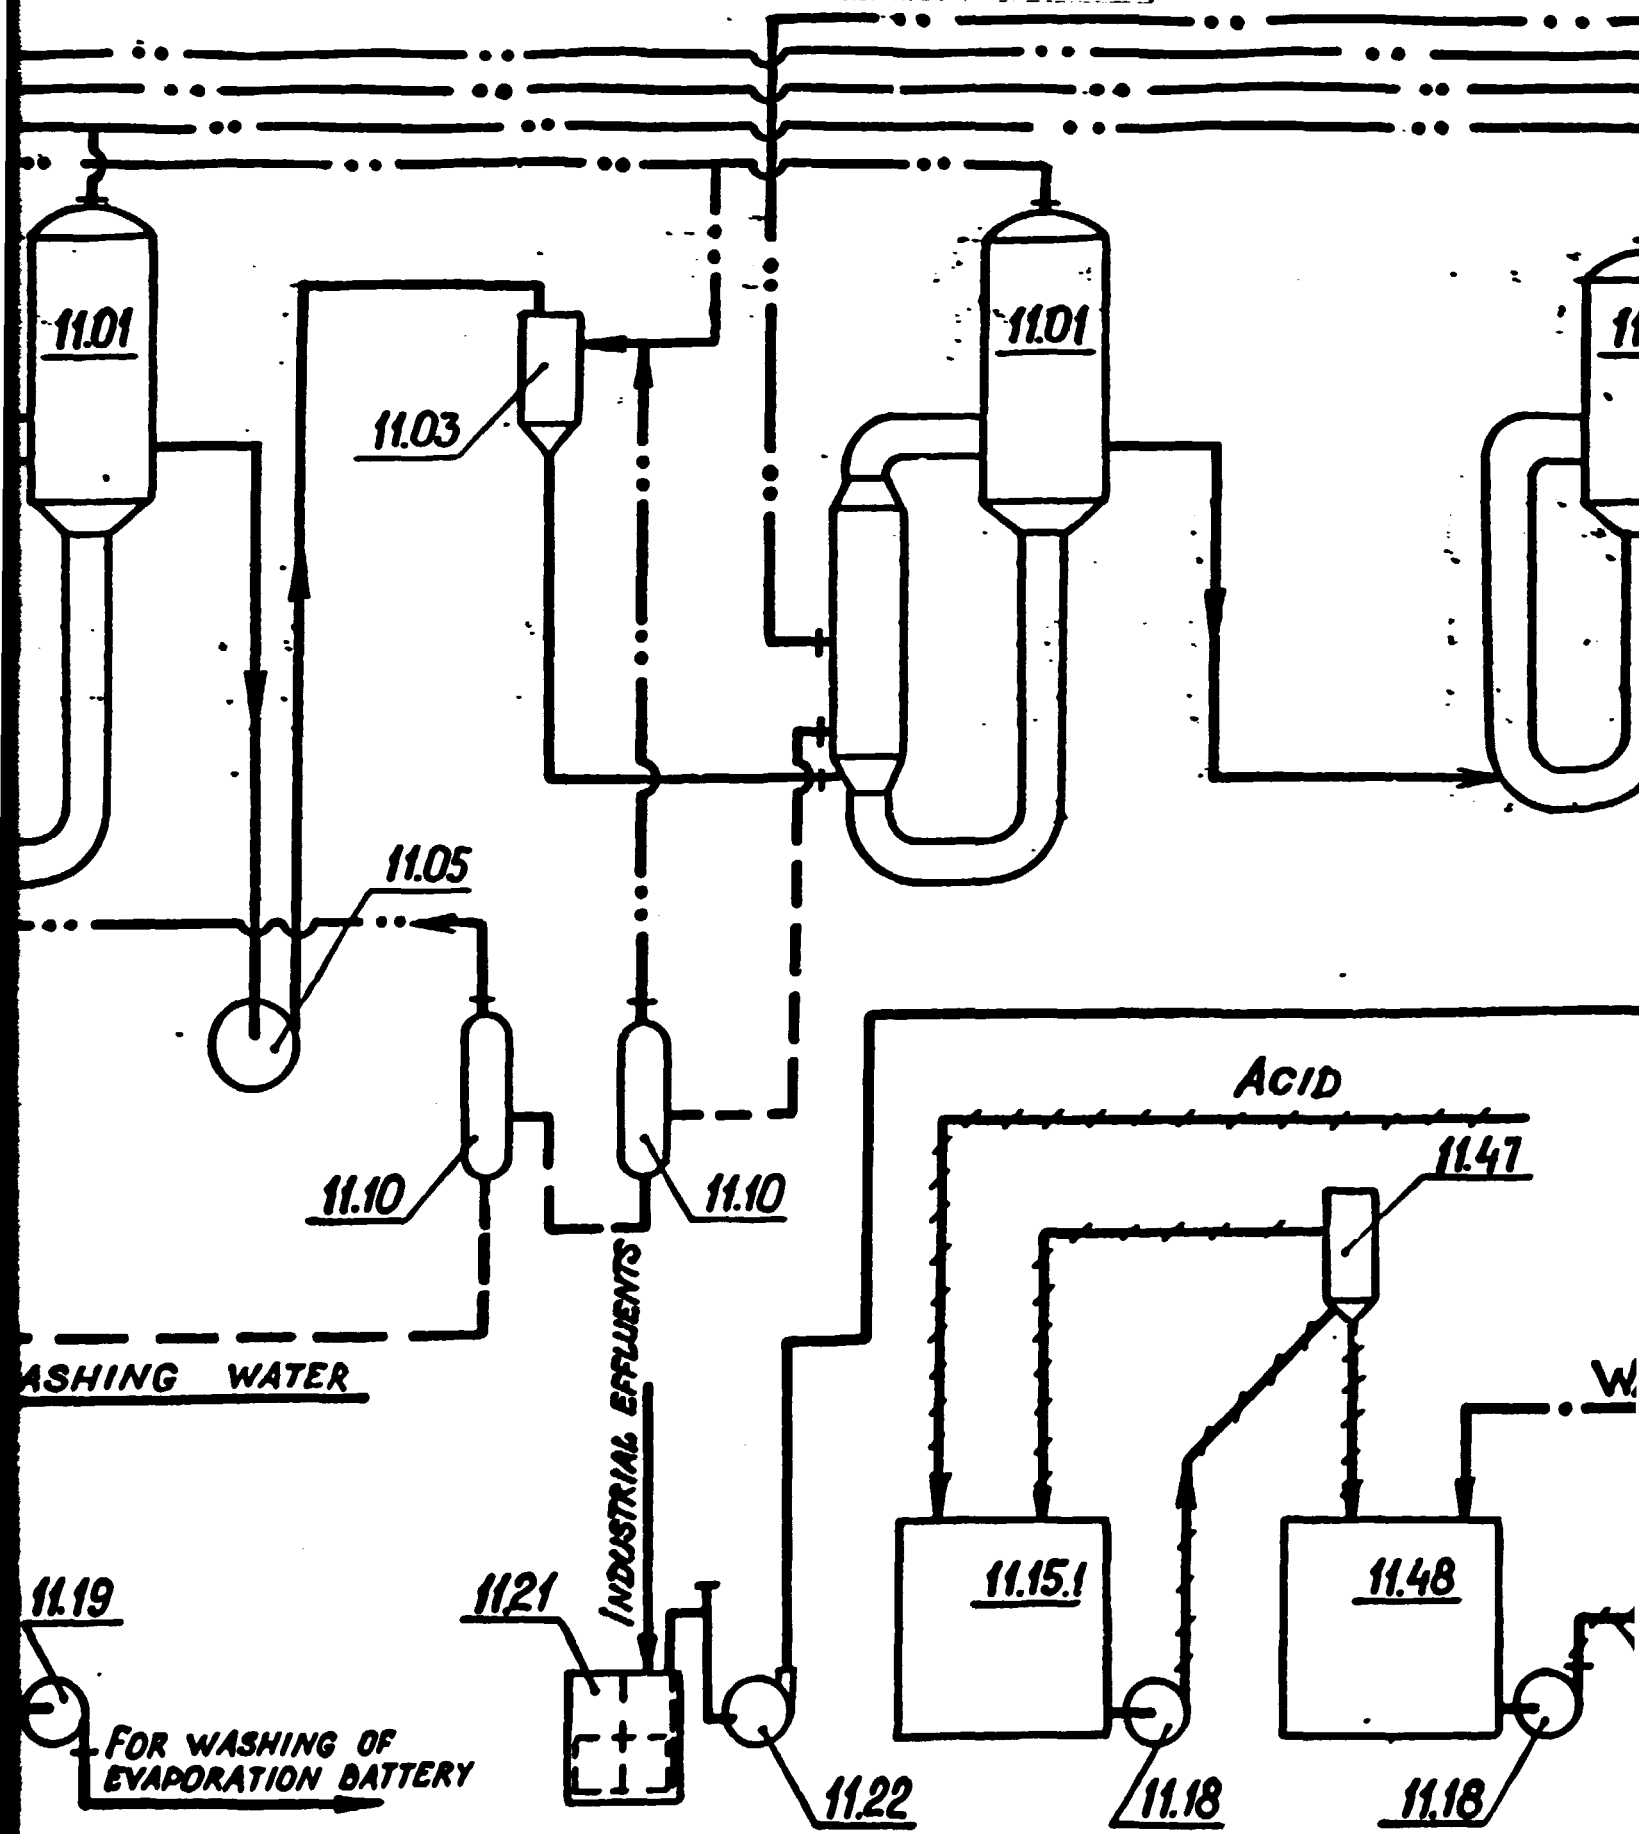 11.01
11.01
11.03
11.05
ACID
11.47
11.10
11.10
INDUSTRIAL EFFLUENTS
ASHING WATER
W
11.15.1
11.48
11.19
11.21
FOR WASHING OF
EVAPORATION BATTERY
11.22
11.18
11.18